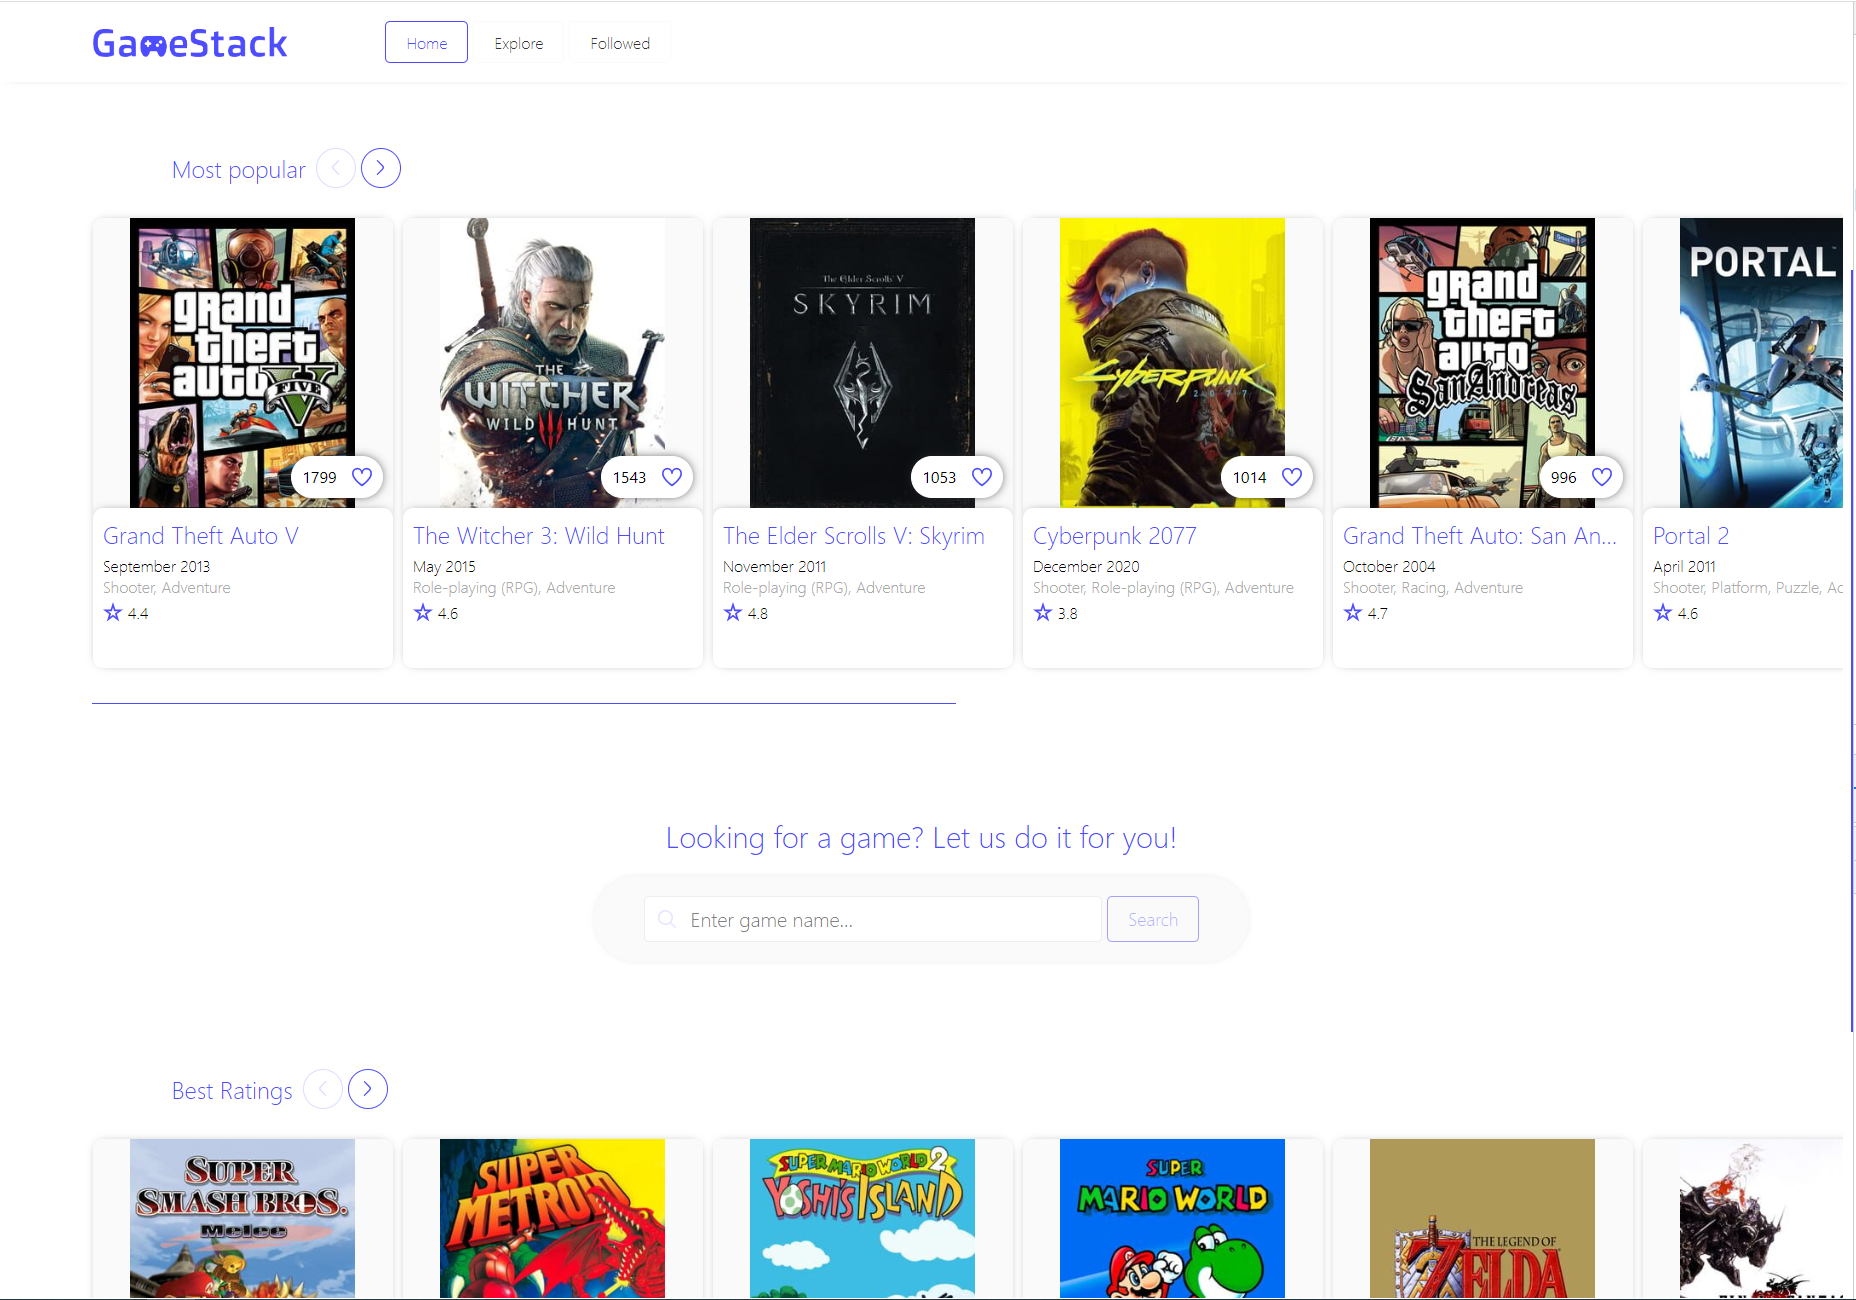 GameStack
Home
Explore
Followed
Most popular
grand theft auto V FIVE
THE WITCHER III WILD HUNT
The Elder Scrolls V SKYRIM
Cyberpunk 2077
grand theft auto San Andreas
PORTAL
1799
1543
1053
1014
996
Grand Theft Auto V
September 2013
Shooter, Adventure
4.4
The Witcher 3: Wild Hunt
May 2015
Role-playing (RPG), Adventure
4.6
The Elder Scrolls V: Skyrim
November 2011
Role-playing (RPG), Adventure
4.8
Cyberpunk 2077
December 2020
Shooter, Role-playing (RPG), Adventure
3.8
Grand Theft Auto: San An...
October 2004
Shooter, Racing, Adventure
4.7
Portal 2
April 2011
Shooter, Platform, Puzzle, Ac
4.6
Looking for a game? Let us do it for you!
Enter game name...
Search
Best Ratings
SUPER SMASH BROS. Melee
SUPER METROID
SUPER MARIO WORLD 2 YOSHI'S ISLAND
SUPER MARIO WORLD
THE LEGEND OF ZELDA